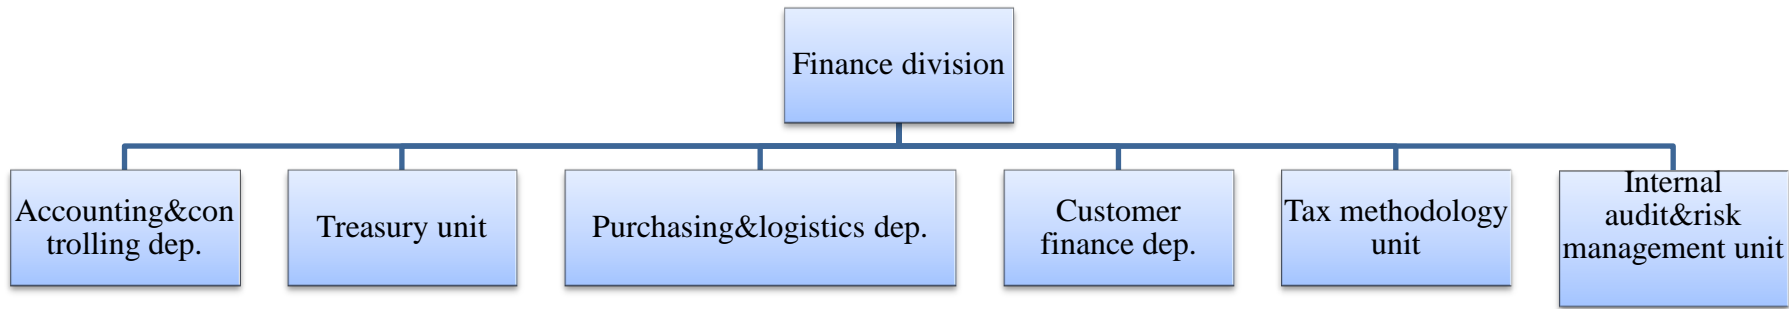 Finance division
Accounting&con
trolling dep.
Treasury unit
Purchasing&logistics dep.
Customer
finance dep.
Tax methodology
unit
Internal
audit&risk
management unit